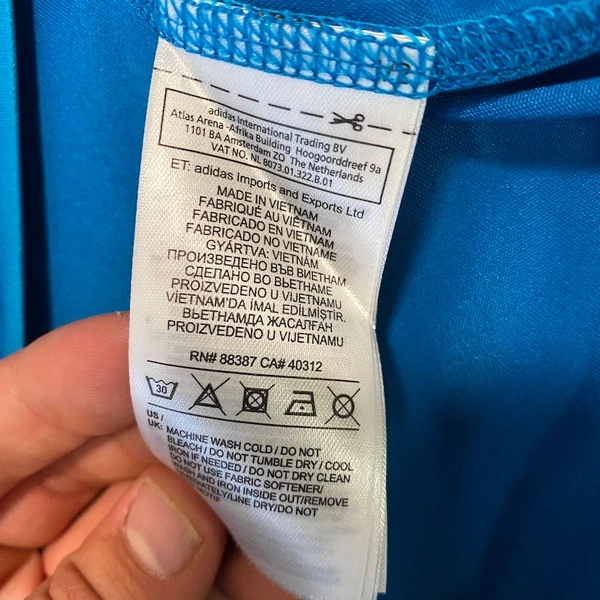 adidas International Trading BV
Atlas Arena -Afrika Building Hoogoorddreef 9a
1101 BA Amsterdam ZO The Netherlands
VAT NO. NL 8073.01.322.B.01
ET: adidas Imports and Exports Ltd
MADE IN VIETNAM
FABRIQUÉ AU VIÊTNAM
FABRICADO EN VIETNAM
FABRICADO NO VIETNAME
GYÁRTVA: VIETNÁM
ПРОИЗВЕДЕНО ВЪВ ВИЕТНАМ
СДЕЛАНО ВО ВЬЕТНАМЕ
PROIZVEDENO U VIJETNAMU
VİETNAM'DA İMAL EDİLMİŞTİR.
ВЬЕТНАМДА ЖАСАЛҒАН
PROIZVEDENO U VIJETNAMU
RN# 88387 CA# 40312
30
US /
UK: MACHINE WASH COLD / DO NOT
BLEACH / DO NOT TUMBLE DRY / COOL
IRON IF NEEDED / DO NOT DRY CLEAN
DO NOT USE FABRIC SOFTENER/
WASH AND IRON INSIDE OUT/REMOVE
/LINE DRY/DO NOT